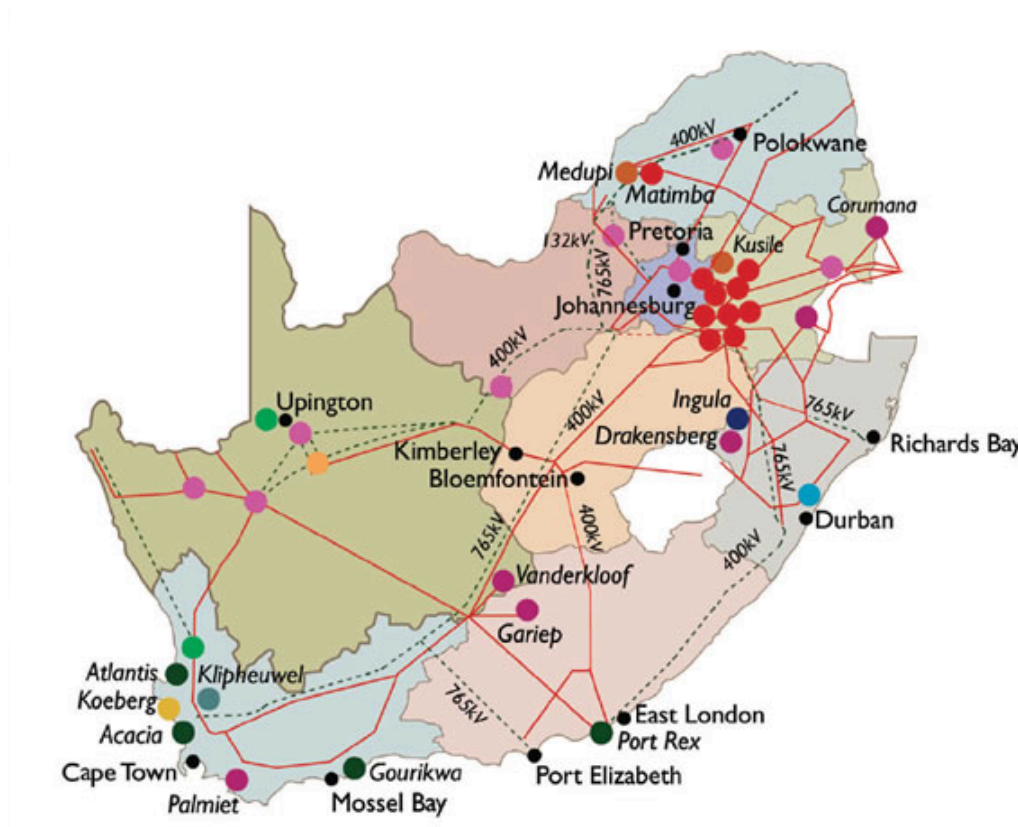 400kV
Polokwane
Medupi
Matimba
Corumana
132kV
Pretoria
Kusile
765kV
Johannesburg
400kV
Upington
400kV
Ingula
765kV
Kimberley
Drakensberg
Richards Bay
Bloemfontein
765kV
765kV
400kV
Durban
400kV
Vanderkloof
Gariep
Atlantis
Klipheuwel
Koeberg
765kV
East London
Acacia
Port Rex
Cape Town
Gourikwa
Port Elizabeth
Palmiet
Mossel Bay